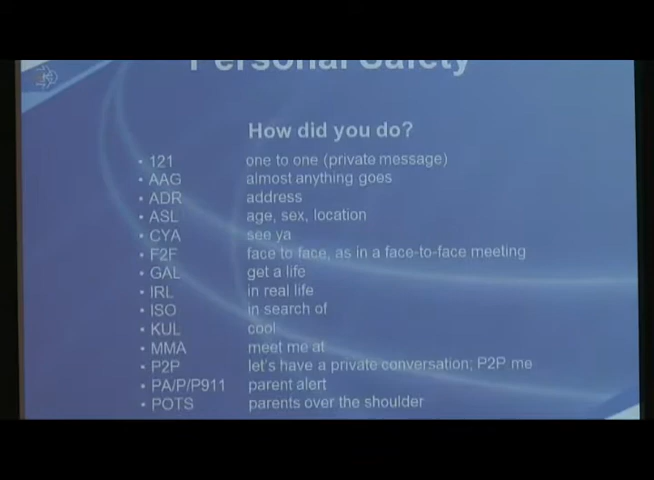 Personal Safety
How did you do?
• 121 one to one (private message)
• AAG almost anything goes
• ADR address
• ASL age, sex, location
• CYA see ya
• F2F face to face, as in a face-to-face meeting
• GAL get a life
• IRL in real life
• ISO in search of
• KUL cool
• MMA meet me at
• P2P let's have a private conversation; P2P me
• PA/P/P911 parent alert
• POTS parents over the shoulder